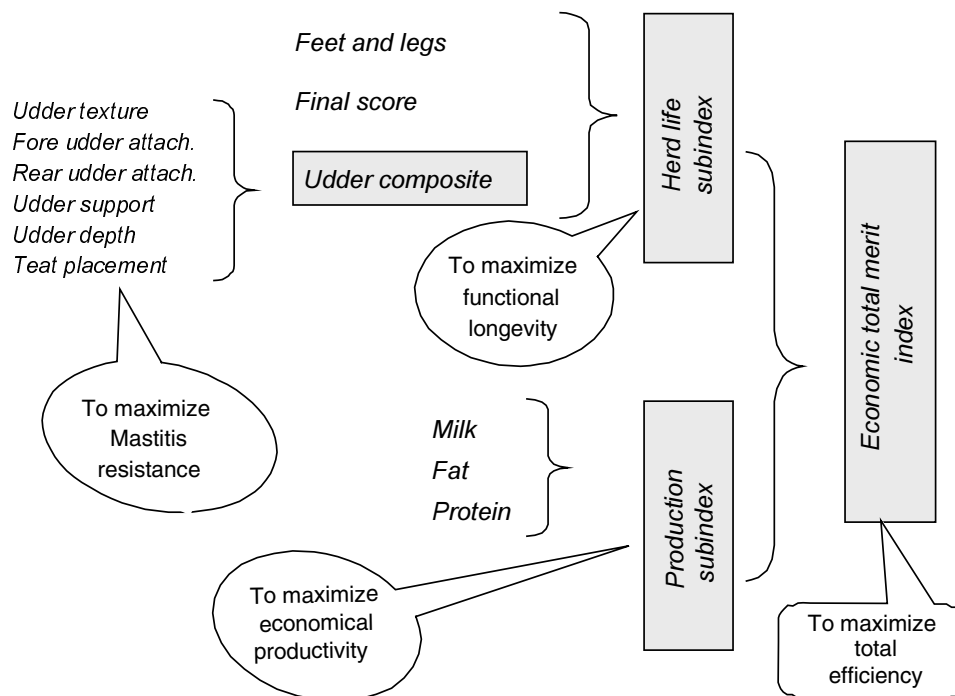 Feet and legs
Final score
Udder texture
Fore udder attach.
Rear udder attach.
Udder support
Udder depth
Teat placement
Udder composite
Herd life
subindex
To maximize
functional
longevity
To maximize
Mastitis
resistance
Milk
Fat
Protein
Production
subindex
To maximize
economical
productivity
Economic total merit
index
To maximize
total
efficiency